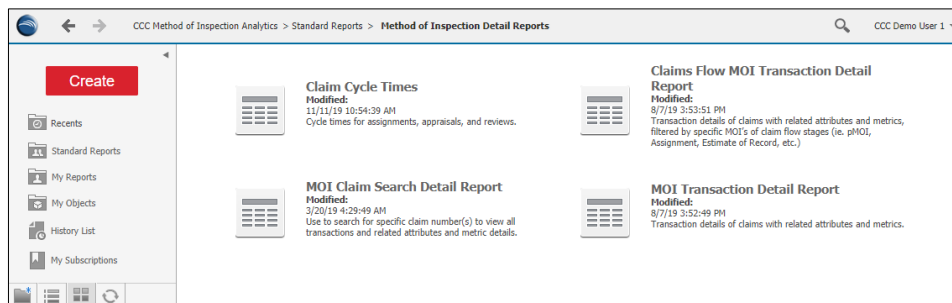 CCC Method of Inspection Analytics > Standard Reports > Method of Inspection Detail Reports
CCC Demo User 1
Create
Recents
Standard Reports
My Reports
My Objects
History List
My Subscriptions
Claim Cycle Times
Modified:
11/11/19 10:54:39 AM
Cycle times for assignments, appraisals, and reviews.
Claims Flow MOI Transaction Detail
Report
Modified:
8/7/19 3:53:51 PM
Transaction details of claims with related attributes and metrics,
filtered by specific MOI's of claim flow stages (ie. pMOI,
Assignment, Estimate of Record, etc.)
MOI Claim Search Detail Report
Modified:
3/20/19 4:29:49 AM
Use to search for specific claim number(s) to view all
transactions and related attributes and metric details.
MOI Transaction Detail Report
Modified:
8/7/19 3:52:49 PM
Transaction details of claims with related attributes and metrics.